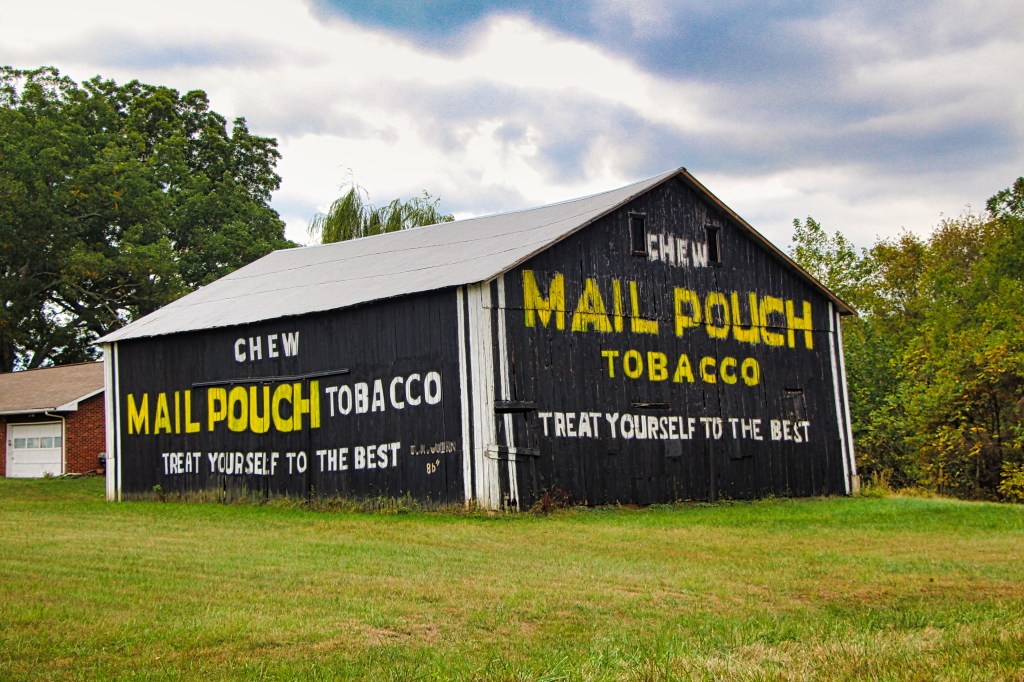 CHEW
MAIL POUCH TOBACCO
TREAT YOURSELF TO THE BEST
CHEW
MAIL POUCH
TOBACCO
TREAT YOURSELF TO THE BEST